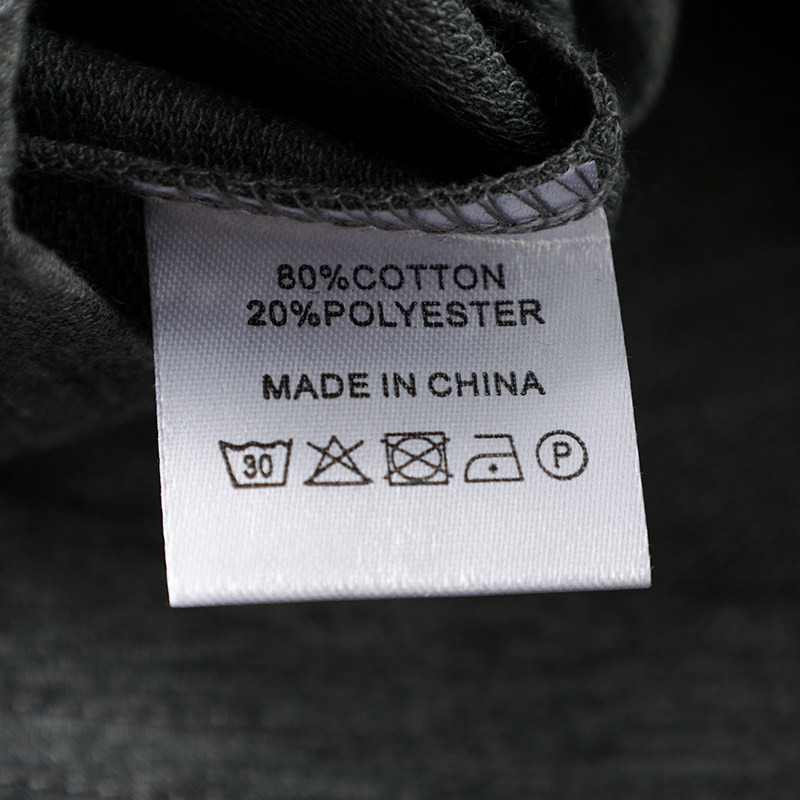 80%COTTON
20%POLYESTER
MADE IN CHINA
30 P